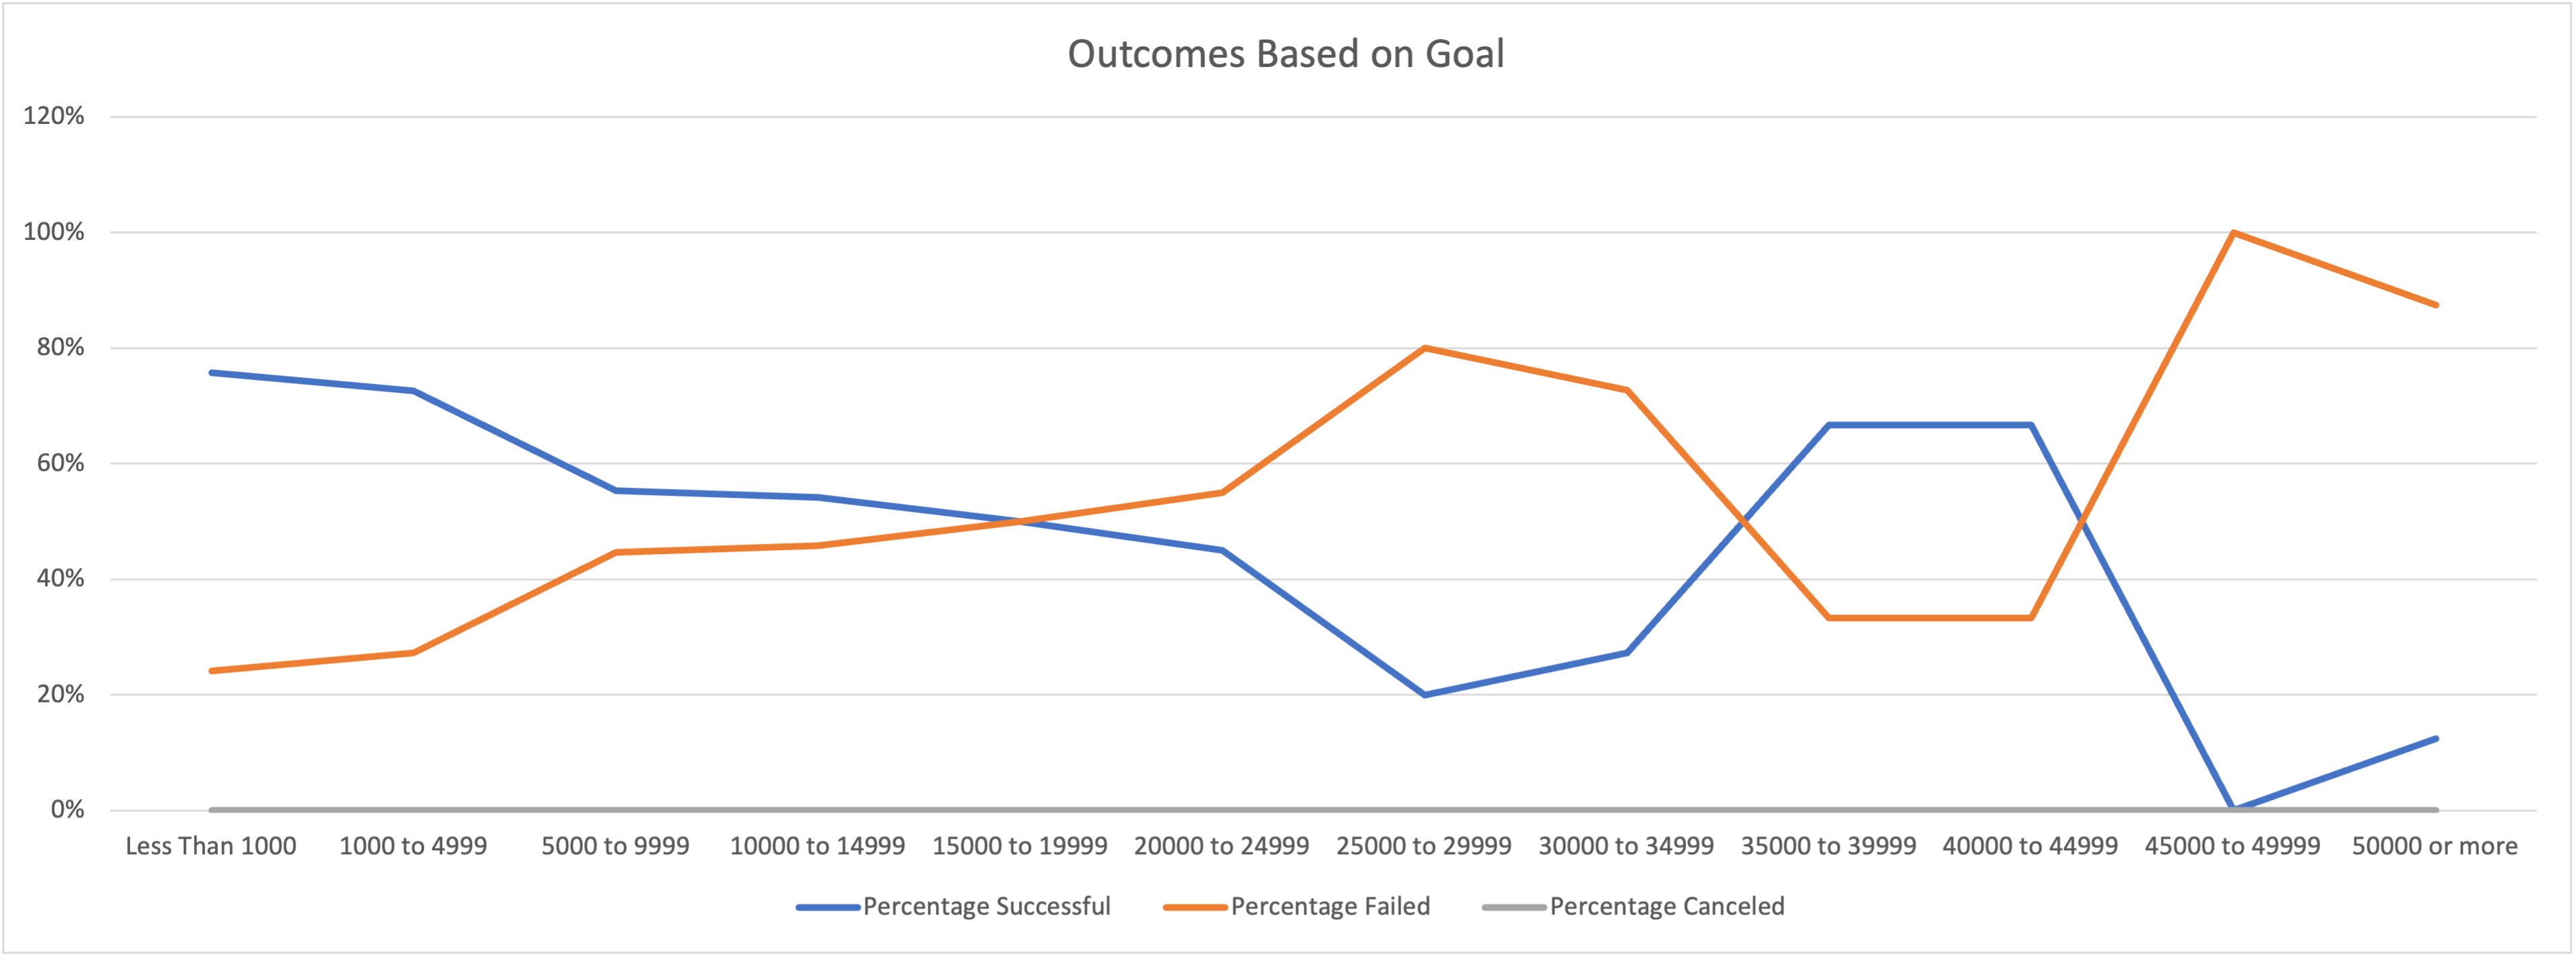 Outcomes Based on Goal
120%
100%
80%
60%
40%
20%
0%
Less Than 1000 1000 to 4999 5000 to 9999 10000 to 14999 15000 to 19999 20000 to 24999 25000 to 29999 30000 to 34999 35000 to 39999 40000 to 44999 45000 to 49999 50000 or more
Percentage Successful Percentage Failed Percentage Canceled